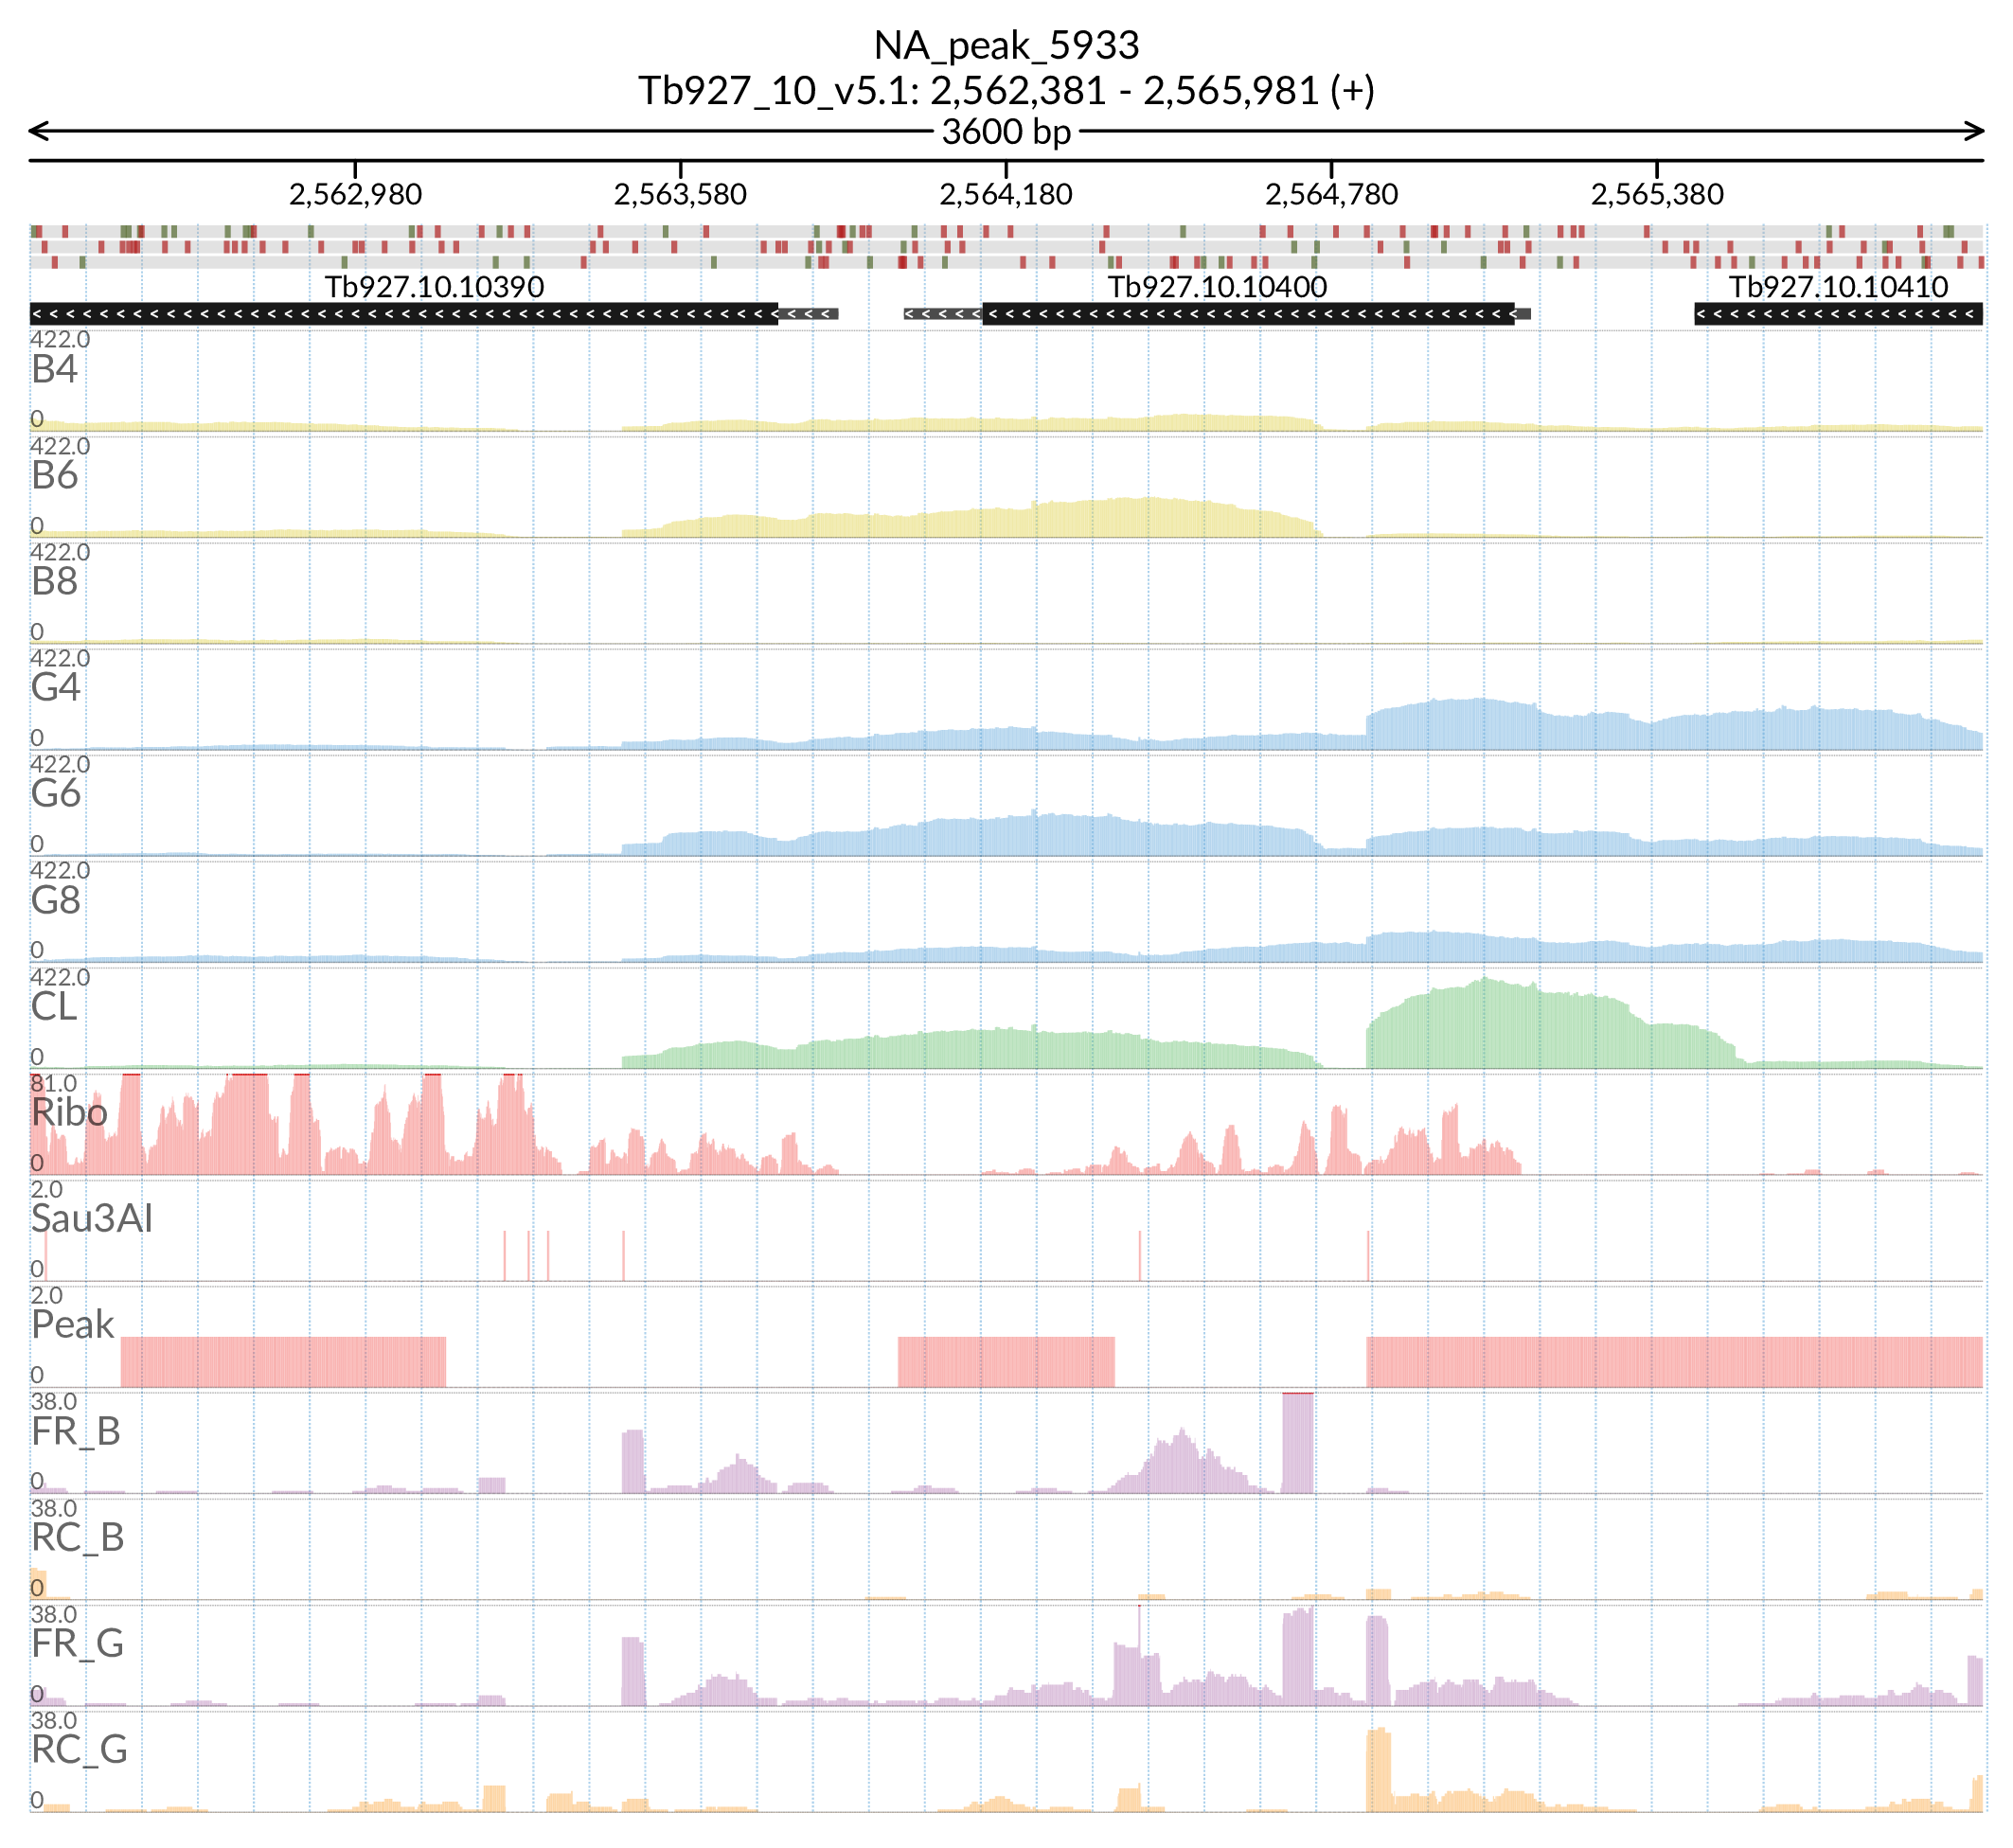 NA_peak_5933
Tb927_10_v5.1: 2,562,381 - 2,565,981 (+)
3600 bp
2,562,980 2,563,580 2,564,180 2,564,780 2,565,380
Tb927.10.10390 Tb927.10.10400 Tb927.10.10410
422.0
B4
0
422.0
B6
0
422.0
B8
0
422.0
G4
0
422.0
G6
0
422.0
G8
0
422.0
CL
0
81.0
Ribo
0
2.0
Sau3AI
0
2.0
Peak
0
38.0
FR_B
0
38.0
RC_B
0
38.0
FR_G
0
38.0
RC_G
0